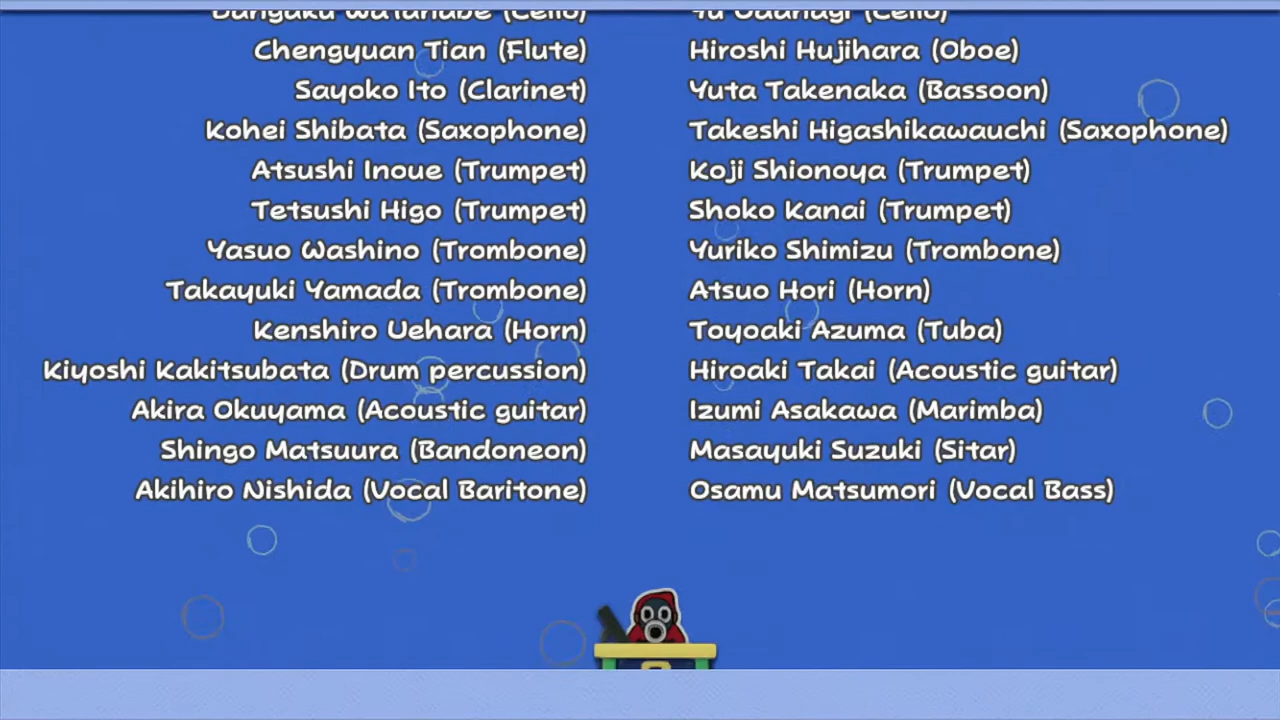 (Cello) (Cello)
Chengyuan Tian (Flute) Hiroshi Hujihara (Oboe)
Sayoko Ito (Clarinet) Yuta Takenaka (Bassoon)
Kohei Shibata (Saxophone) Takeshi Higashikawauchi (Saxophone)
Atsushi Inoue (Trumpet) Koji Shionoya (Trumpet)
Tetsushi Higo (Trumpet) Shoko Kanai (Trumpet)
Yasuo Washino (Trombone) Yuriko Shimizu (Trombone)
Takayuki Yamada (Trombone) Atsuo Hori (Horn)
Kenshiro Uehara (Horn) Toyoaki Azuma (Tuba)
Kiyoshi Kakitsubata (Drum percussion) Hiroaki Takai (Acoustic guitar)
Akira Okuyama (Acoustic guitar) Izumi Asakawa (Marimba)
Shingo Matsuura (Bandoneon) Masayuki Suzuki (Sitar)
Akihiro Nishida (Vocal Baritone) Osamu Matsumori (Vocal Bass)